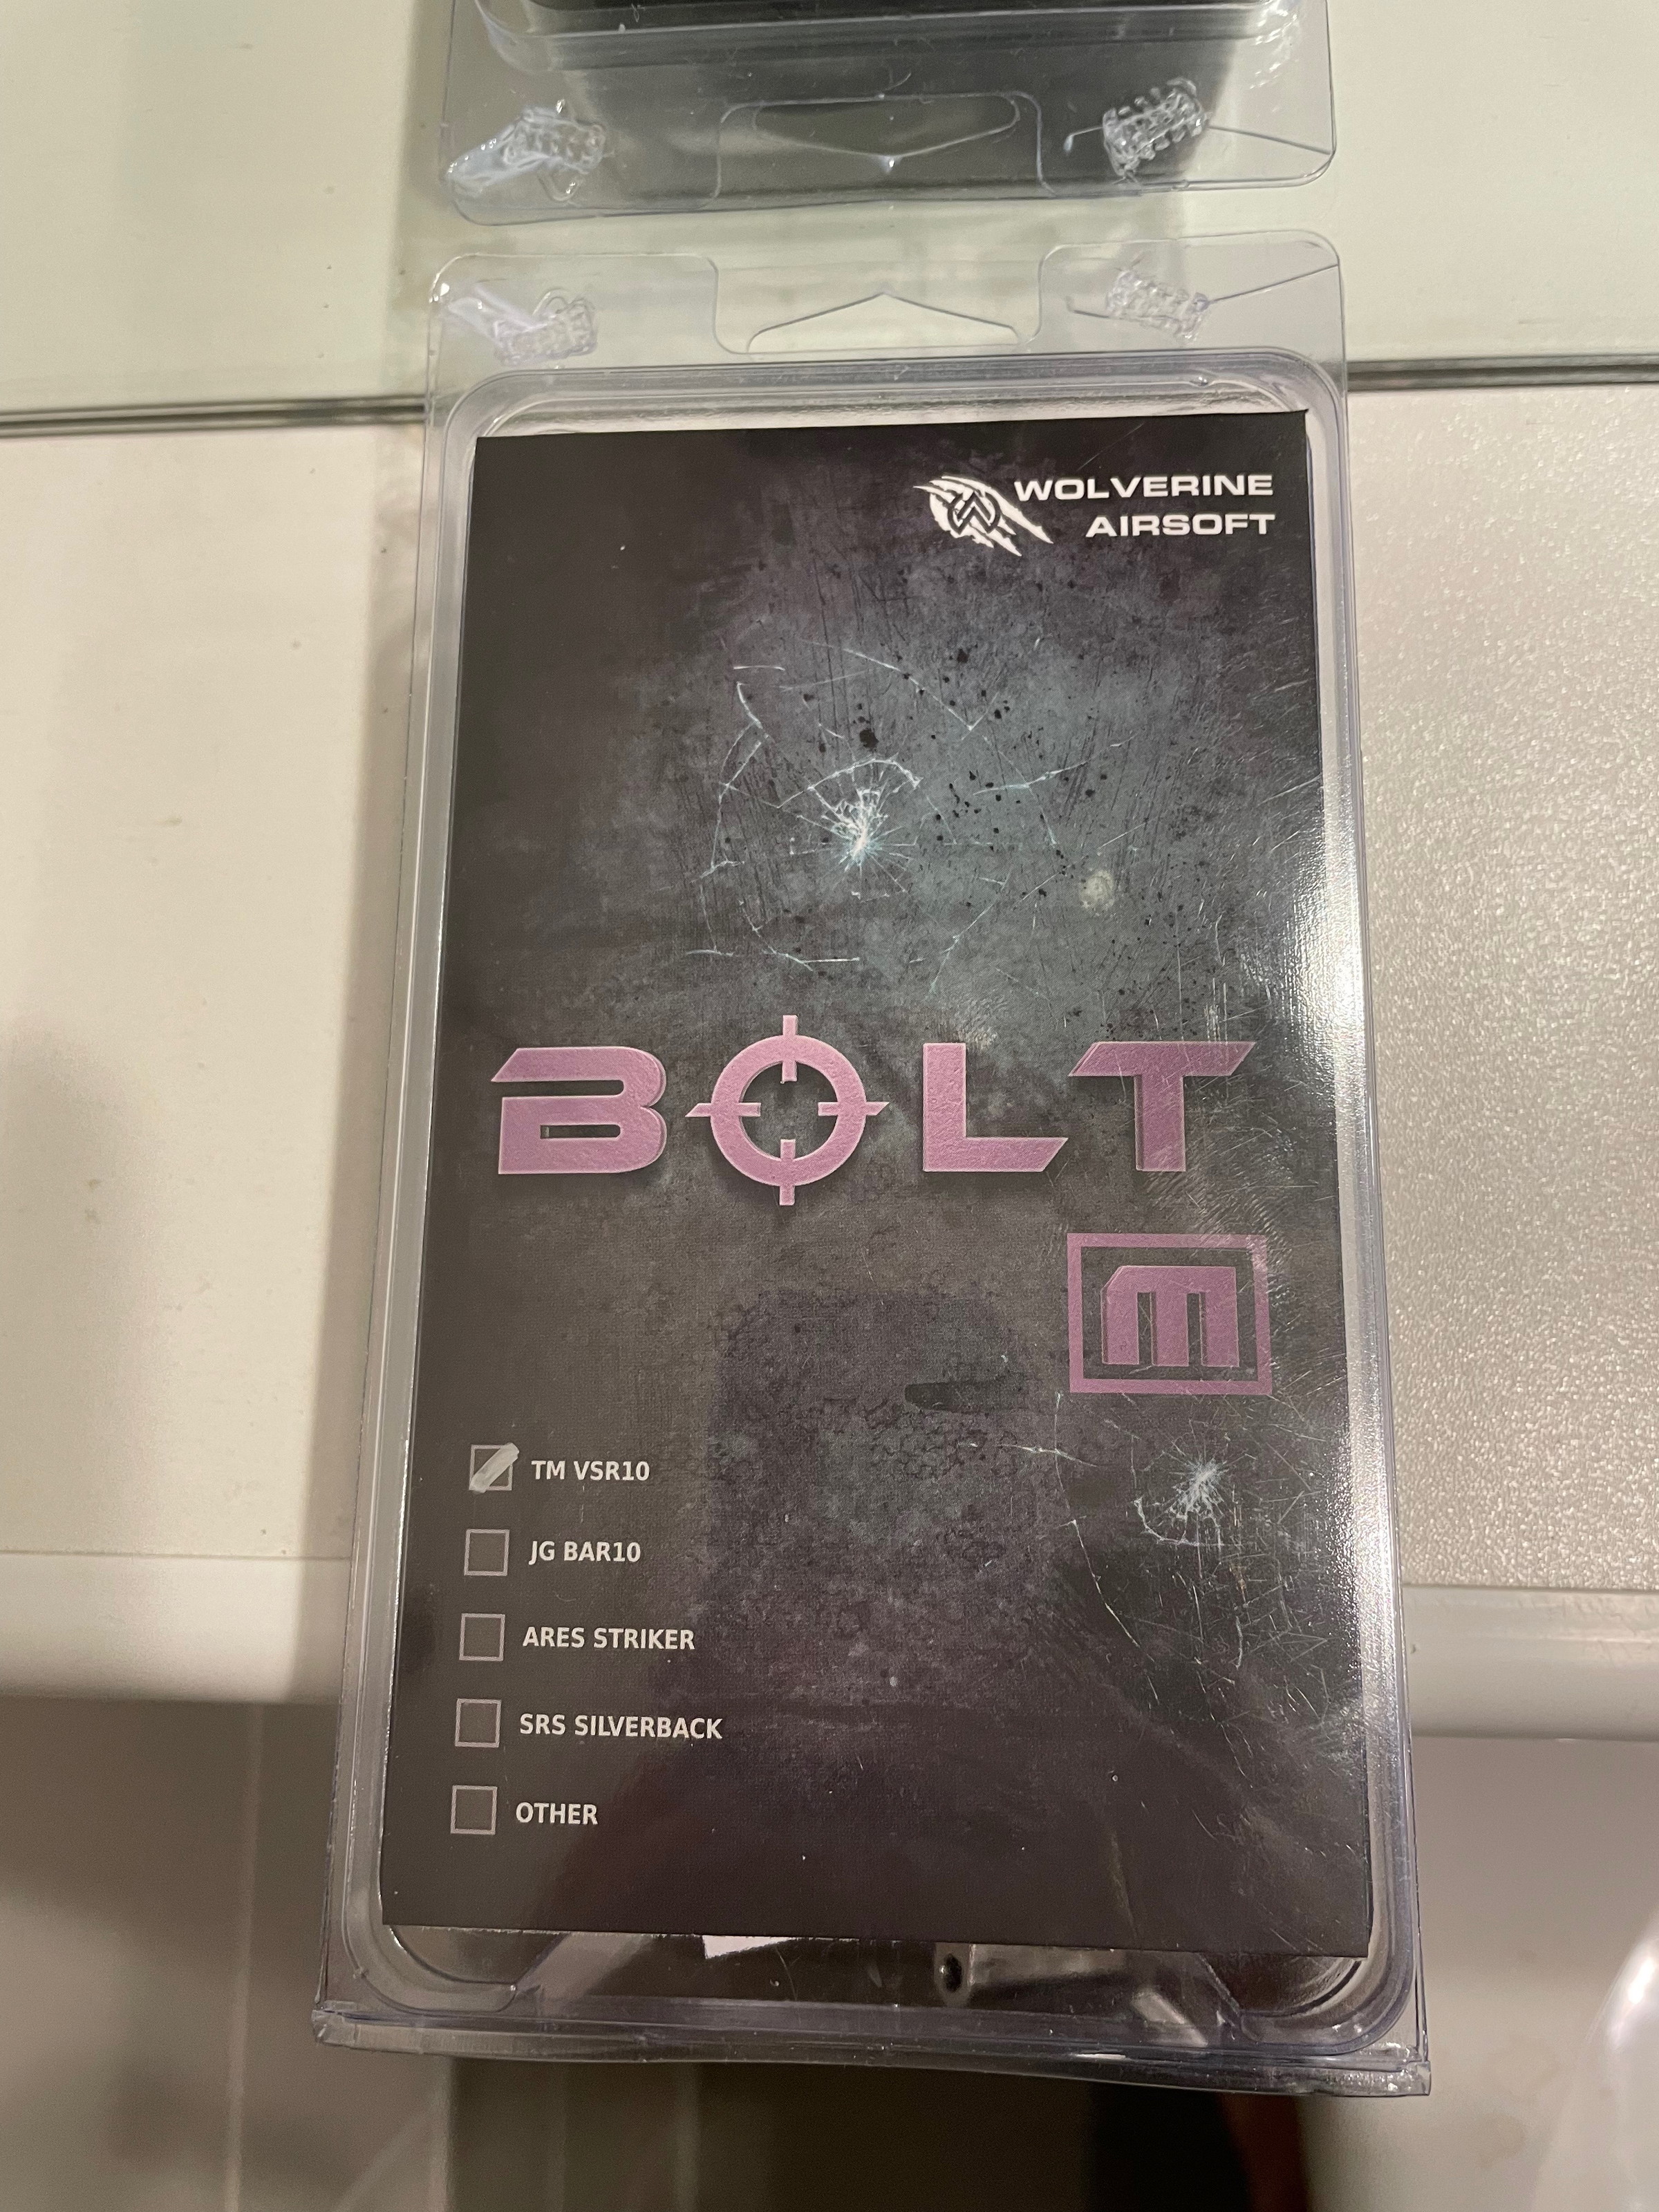 WOLVERINE
AIRSOFT
BOLT
M
TM VSR10
JG BAR10
ARES STRIKER
SRS SILVERBACK
OTHER